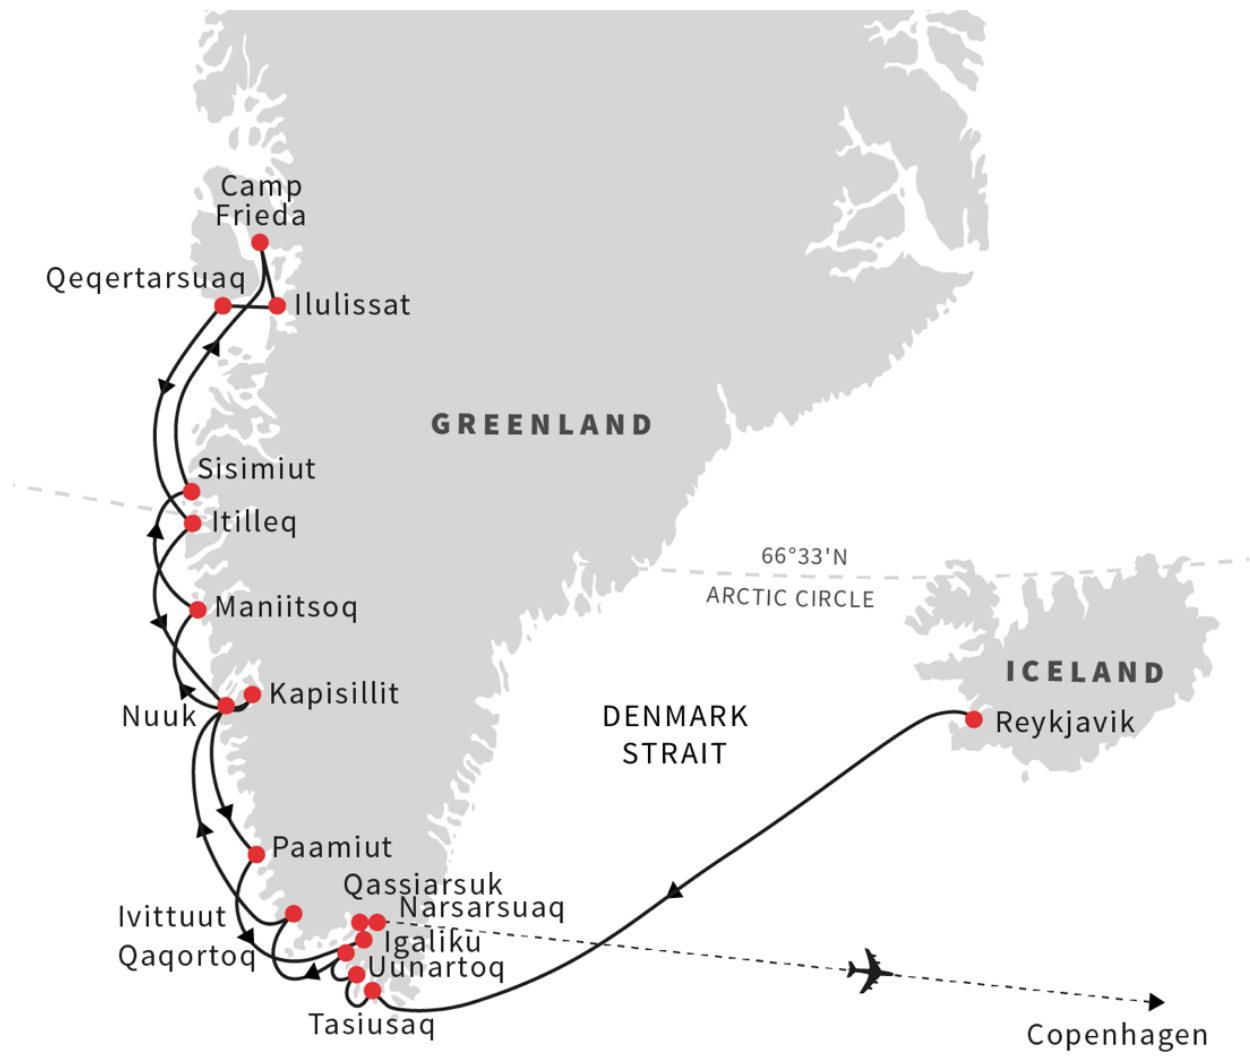 Camp
Frieda
Qeqertarsuaq
Ilulissat
GREENLAND
Sisimiut
Itilleq
66°33'N
ARCTIC CIRCLE
Maniitsoq
ICELAND
Kapisillit
Nuuk
DENMARK
STRAIT
Reykjavik
Paamiut
Qassiarsuk
Narsarsuaq
Ivittuut
Igaliku
Qaqortoq
Uunartoq
Tasiusaq
Copenhagen